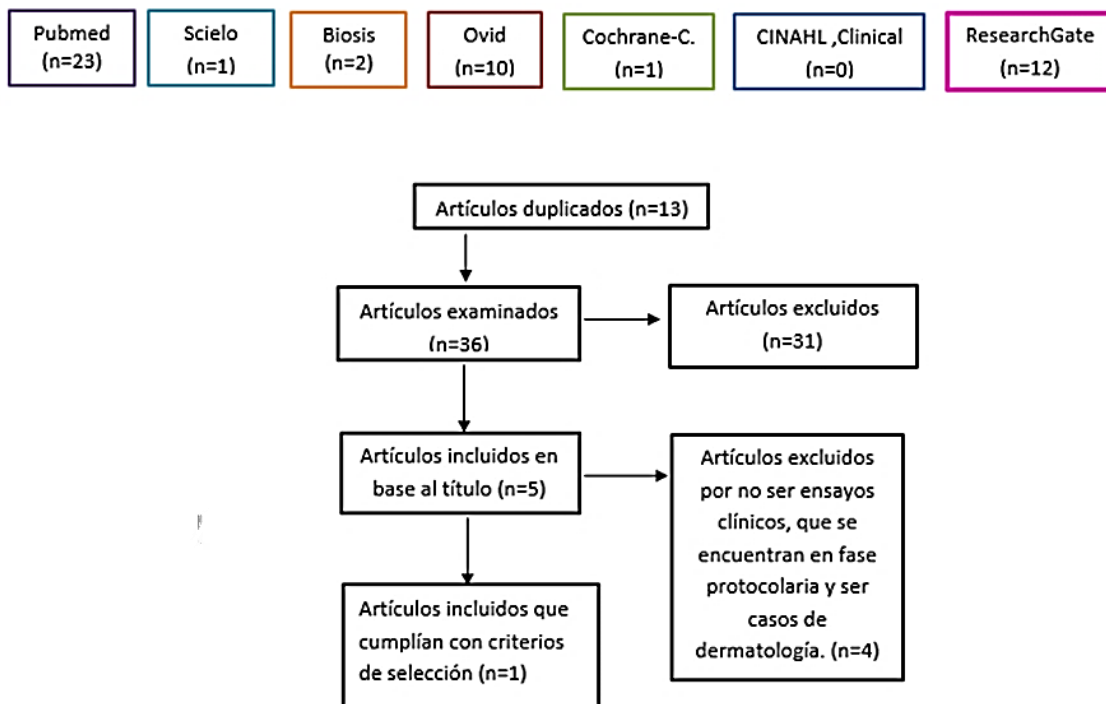 Pubmed
(n=23)
Scielo
(n=1)
Biosis
(n=2)
Ovid
(n=10)
Cochrane-C.
(n=1)
CINAHL ,Clinical
(n=0)
ResearchGate
(n=12)
Artículos duplicados (n=13)
Artículos examinados
(n=36)
Artículos excluidos
(n=31)
Artículos incluidos en
base al título (n=5)
Artículos excluidos
por no ser ensayos
clínicos, que se
encuentran en fase
protocolaria y ser
casos de
dermatología. (n=4)
Artículos incluidos que
cumplían con criterios
de selección (n=1)